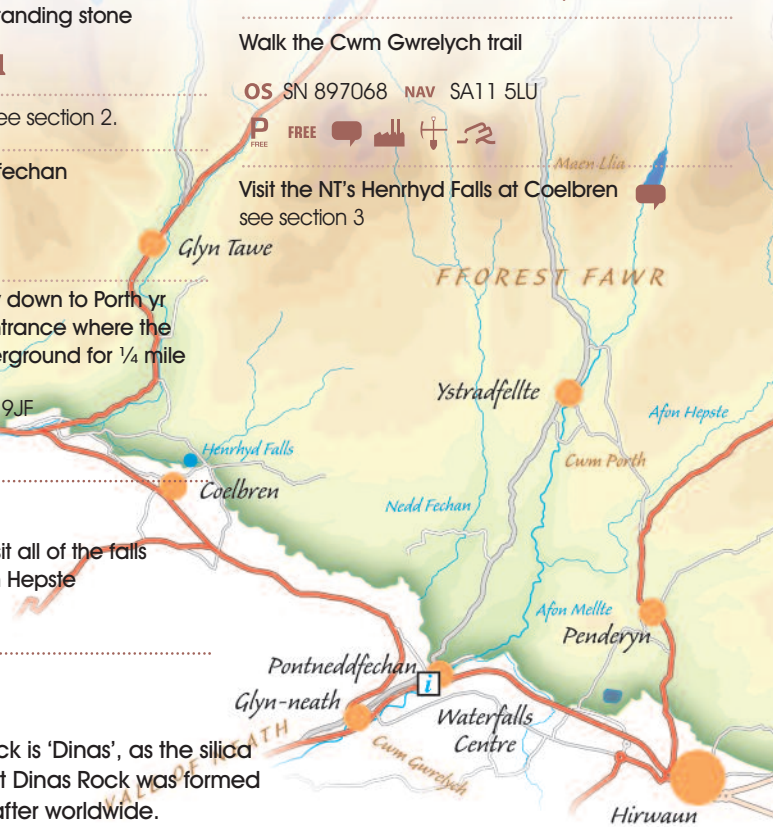 anding stone
ee section 2.
fechan
down to Porth yr
trance where the
erground for ¼ mile
9JF
it all of the falls
Hepste
ck is ‘Dinas’, as the silica
t Dinas Rock was formed
after worldwide.
Walk the Cwm Gwrelych trail
OS SN 897068 NAV SA11 5LU
P
FREE
FREE
Visit the NT's Henrhyd Falls at Coelbren
see section 3
Maen Llia
Glyn Tawe
FFOREST FAWR
Ystradfellte
Afon Hepste
Henrhyd Falls
Cwm Porth
Coelbren
Nedd Fechan
Afon Mellte
Penderyn
Pontneddfechan
i
Glyn-neath
Waterfalls
Centre
VALE OF NEATH
Cwm Gwrelych
Hirwaun